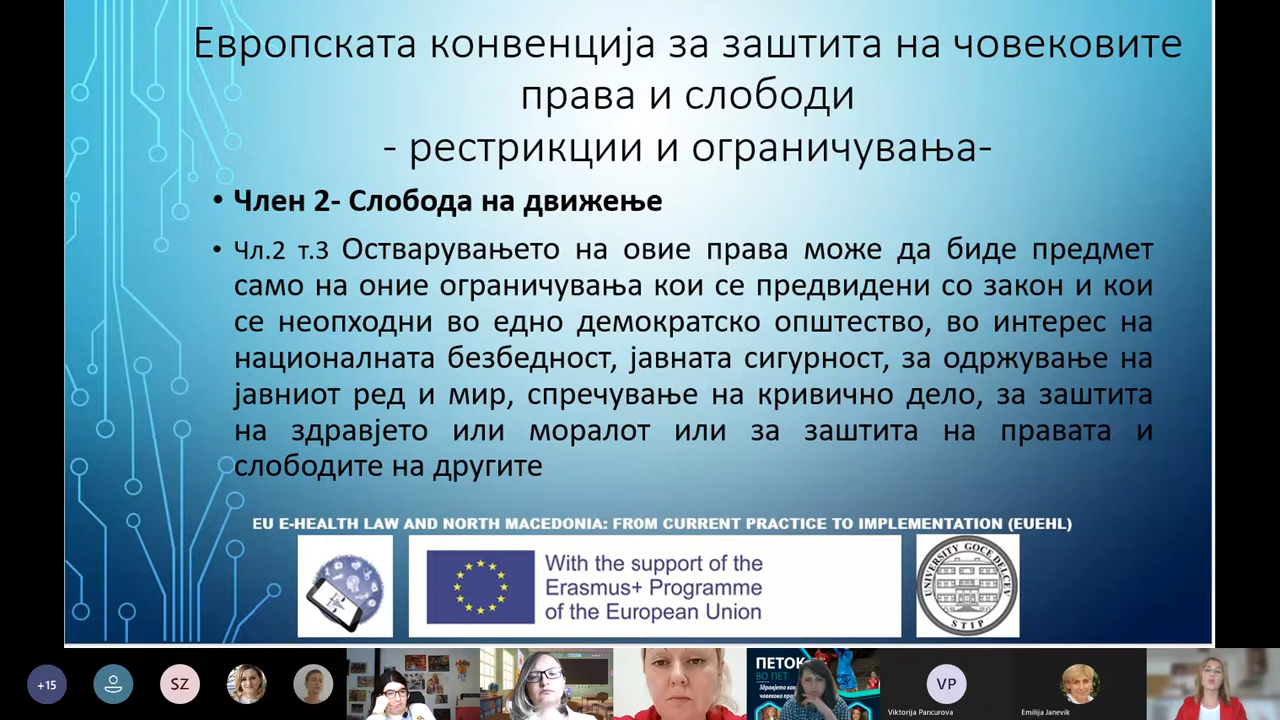 Европската конвенција за заштита на човековите
права и слободи
- рестрикции и ограничувања-
• Член 2- Слобода на движење
• Чл.2 т.3 Остварувањето на овие права може да биде предмет
само на оние ограничувања кои се предвидени со закон и кои
се неопходни во едно демократско општество, во интерес на
националната безбедност, јавната сигурност, за одржување на
јавниот ред и мир, спречување на кривично дело, за заштита
на здравјето или моралот или за заштита на правата и
слободите на другите
EU E-HEALTH LAW AND NORTH MACEDONIA: FROM CURRENT PRACTICE TO IMPLEMENTATION (EUEHL)
With the support of the
Erasmus+ Programme
of the European Union
UNIVERSITY GOCE DELCEV
STIP
+15
SZ
ПЕТОК
ВО ПЕТ
VP
Viktorija Pancurova
Emilija Janevik